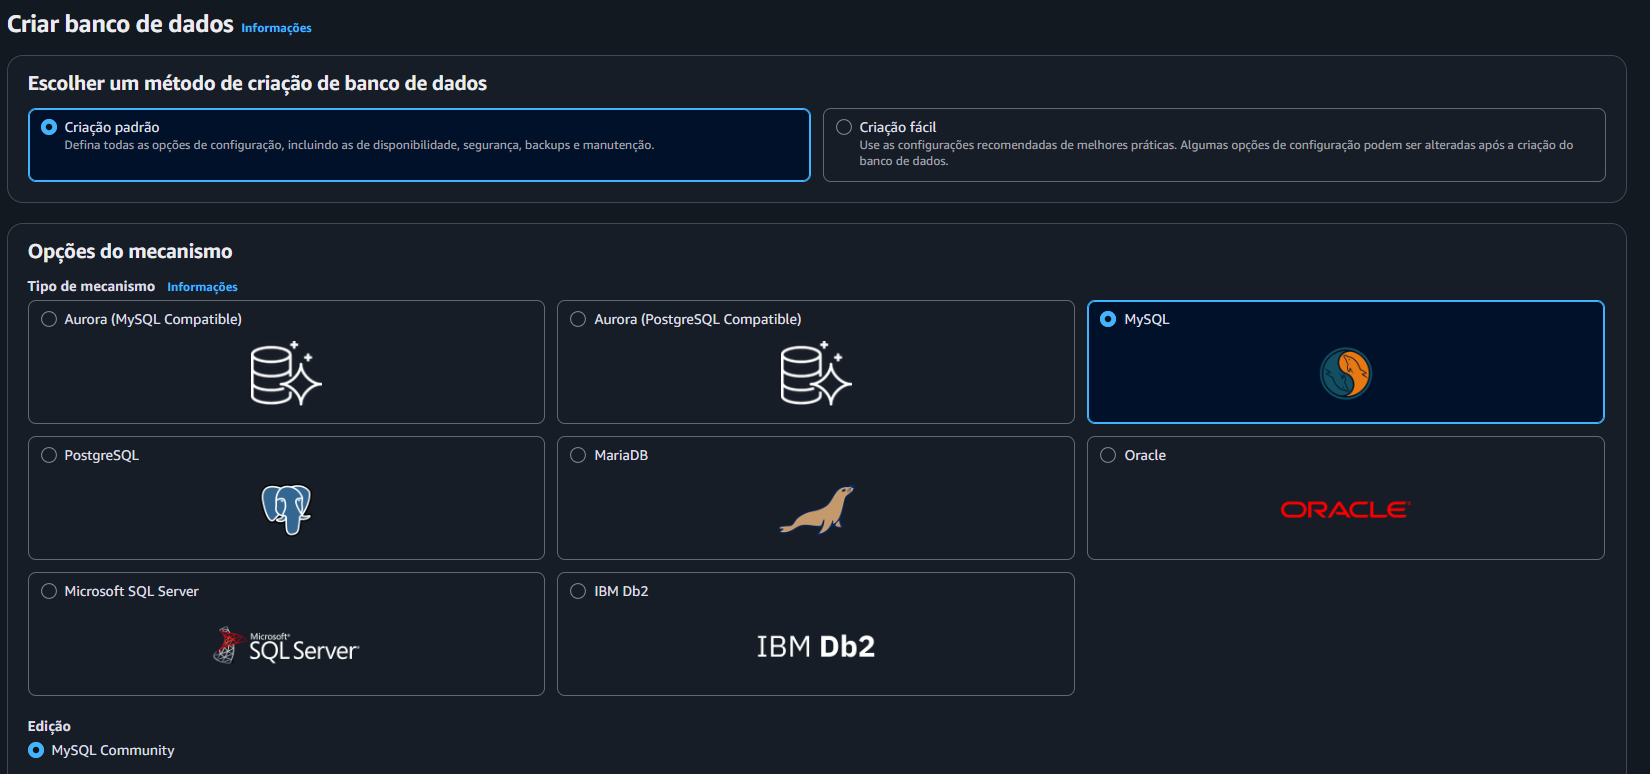 Criar banco de dados Informações
Escolher um método de criação de banco de dados
Criação padrão
Defina todas as opções de configuração, incluindo as de disponibilidade, segurança, backups e manutenção.
Criação fácil
Use as configurações recomendadas de melhores práticas. Algumas opções de configuração podem ser alteradas após a criação do
banco de dados.
Opções do mecanismo
Tipo de mecanismo Informações
Aurora (MySQL Compatible)
Aurora (PostgreSQL Compatible)
MySQL
PostgreSQL
MariaDB
Oracle
ORACLE
Microsoft SQL Server
Microsoft
SQL Server
IBM Db2
IBM Db2
Edição
MySQL Community